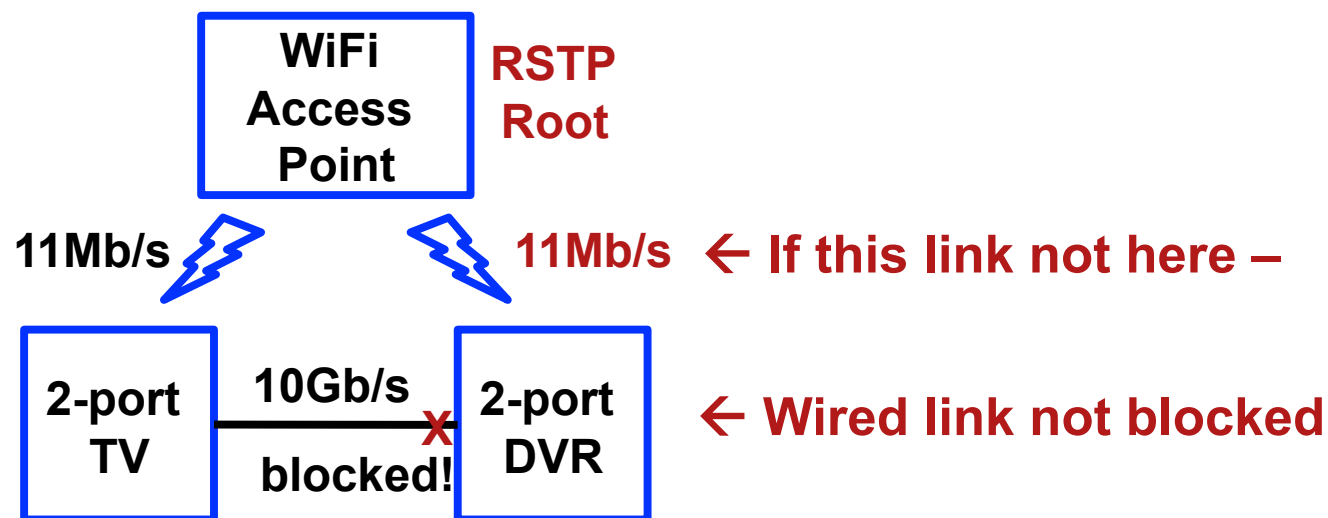 WiFi
Access
Point
RSTP
Root
11Mb/s
11Mb/s ← If this link not here –
2-port
TV
10Gb/s
X
blocked!
2-port
DVR
← Wired link not blocked